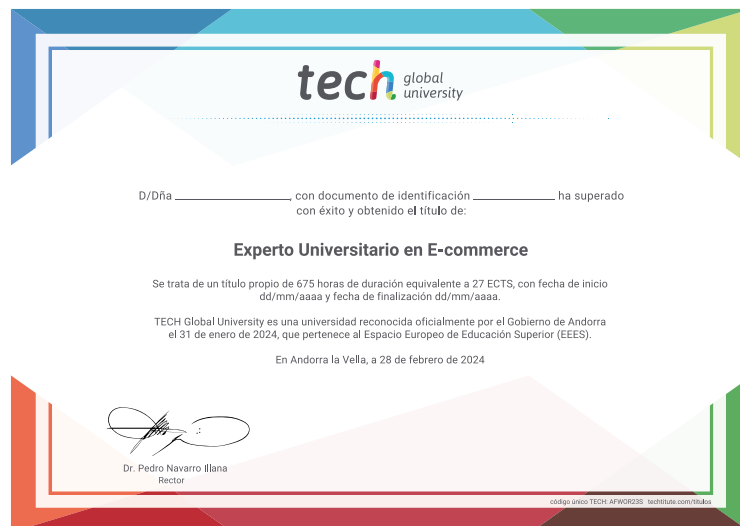 tech global university
D/Dña ____________________, con documento de identificación ______________ ha superado
con éxito y obtenido el título de:
Experto Universitario en E-commerce
Se trata de un título propio de 675 horas de duración equivalente a 27 ECTS, con fecha de inicio
dd/mm/aaaa y fecha de finalización dd/mm/aaaa.
TECH Global University es una universidad reconocida oficialmente por el Gobierno de Andorra
el 31 de enero de 2024, que pertenece al Espacio Europeo de Educación Superior (EEES).
En Andorra la Vella, a 28 de febrero de 2024
Dr. Pedro Navarro Illana
Rector
código único TECH: AFWOR23S techtitute.com/titulos